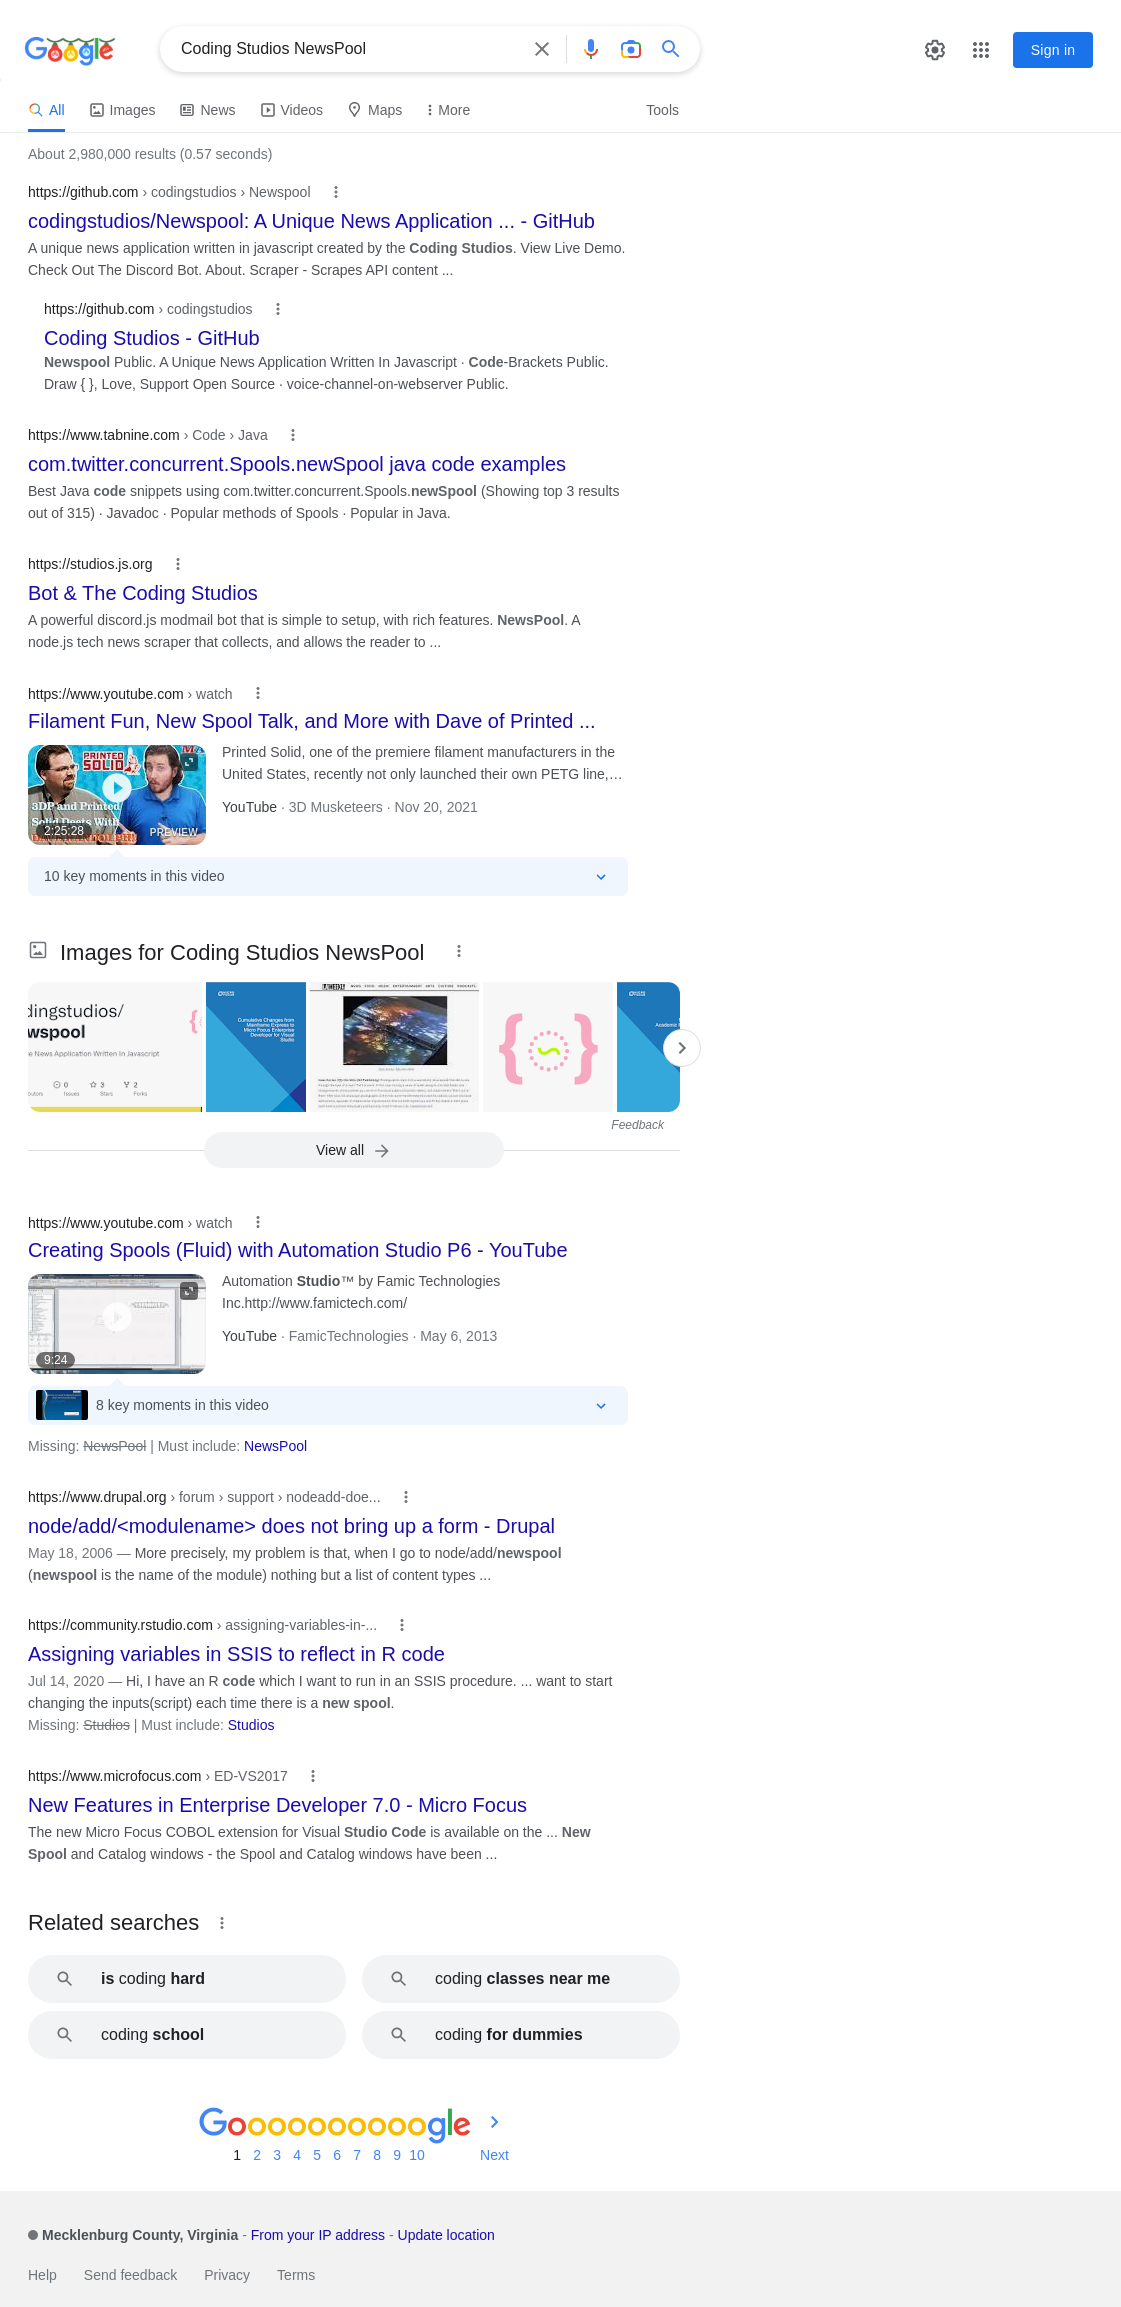 Google
Coding Studios NewsPool
Sign in
All
Images
News
Videos
Maps
More
Tools
About 2,980,000 results (0.57 seconds)
https://github.com › codingstudios › Newspool
codingstudios/Newspool: A Unique News Application ... - GitHub
A unique news application written in javascript created by the Coding Studios. View Live Demo.
Check Out The Discord Bot. About. Scraper - Scrapes API content ...
https://github.com › codingstudios
Coding Studios - GitHub
Newspool Public. A Unique News Application Written In Javascript · Code-Brackets Public.
Draw { }, Love, Support Open Source · voice-channel-on-webserver Public.
https://www.tabnine.com › Code › Java
com.twitter.concurrent.Spools.newSpool java code examples
Best Java code snippets using com.twitter.concurrent.Spools.newSpool (Showing top 3 results
out of 315) · Javadoc · Popular methods of Spools · Popular in Java.
https://studios.js.org
Bot & The Coding Studios
A powerful discord.js modmail bot that is simple to setup, with rich features. NewsPool. A
node.js tech news scraper that collects, and allows the reader to ...
https://www.youtube.com › watch
Filament Fun, New Spool Talk, and More with Dave of Printed ...
PRINTED
SOLID
3DP and Printed
Solid Deets With
2:25:28
PREVIEW
Printed Solid, one of the premiere filament manufacturers in the
United States, recently not only launched their own PETG line,…
YouTube · 3D Musketeers · Nov 20, 2021
10 key moments in this video
Images for Coding Studios NewsPool
dingstudios/
wspool
e News Application Written In Javascript
0
3
2
Issues
Stars
Forks
Cumulative Changes from
Mainframe Express to
Micro Focus Enterprise
Developer for Visual
Studio
Feedback
View all
https://www.youtube.com › watch
Creating Spools (Fluid) with Automation Studio P6 - YouTube
9:24
Automation Studio™ by Famic Technologies
Inc.http://www.famictech.com/
YouTube · FamicTechnologies · May 6, 2013
8 key moments in this video
Missing: NewsPool | Must include: NewsPool
https://www.drupal.org › forum › support › nodeadd-doe...
node/add/<modulename> does not bring up a form - Drupal
May 18, 2006 — More precisely, my problem is that, when I go to node/add/newspool
(newspool is the name of the module) nothing but a list of content types ...
https://community.rstudio.com › assigning-variables-in-...
Assigning variables in SSIS to reflect in R code
Jul 14, 2020 — Hi, I have an R code which I want to run in an SSIS procedure. ... want to start
changing the inputs(script) each time there is a new spool.
Missing: Studios | Must include: Studios
https://www.microfocus.com › ED-VS2017
New Features in Enterprise Developer 7.0 - Micro Focus
The new Micro Focus COBOL extension for Visual Studio Code is available on the ... New
Spool and Catalog windows - the Spool and Catalog windows have been ...
Related searches
is coding hard
coding classes near me
coding school
coding for dummies
Goooooooooogle
1 2 3 4 5 6 7 8 9 10 Next
Mecklenburg County, Virginia - From your IP address - Update location
Help Send feedback Privacy Terms